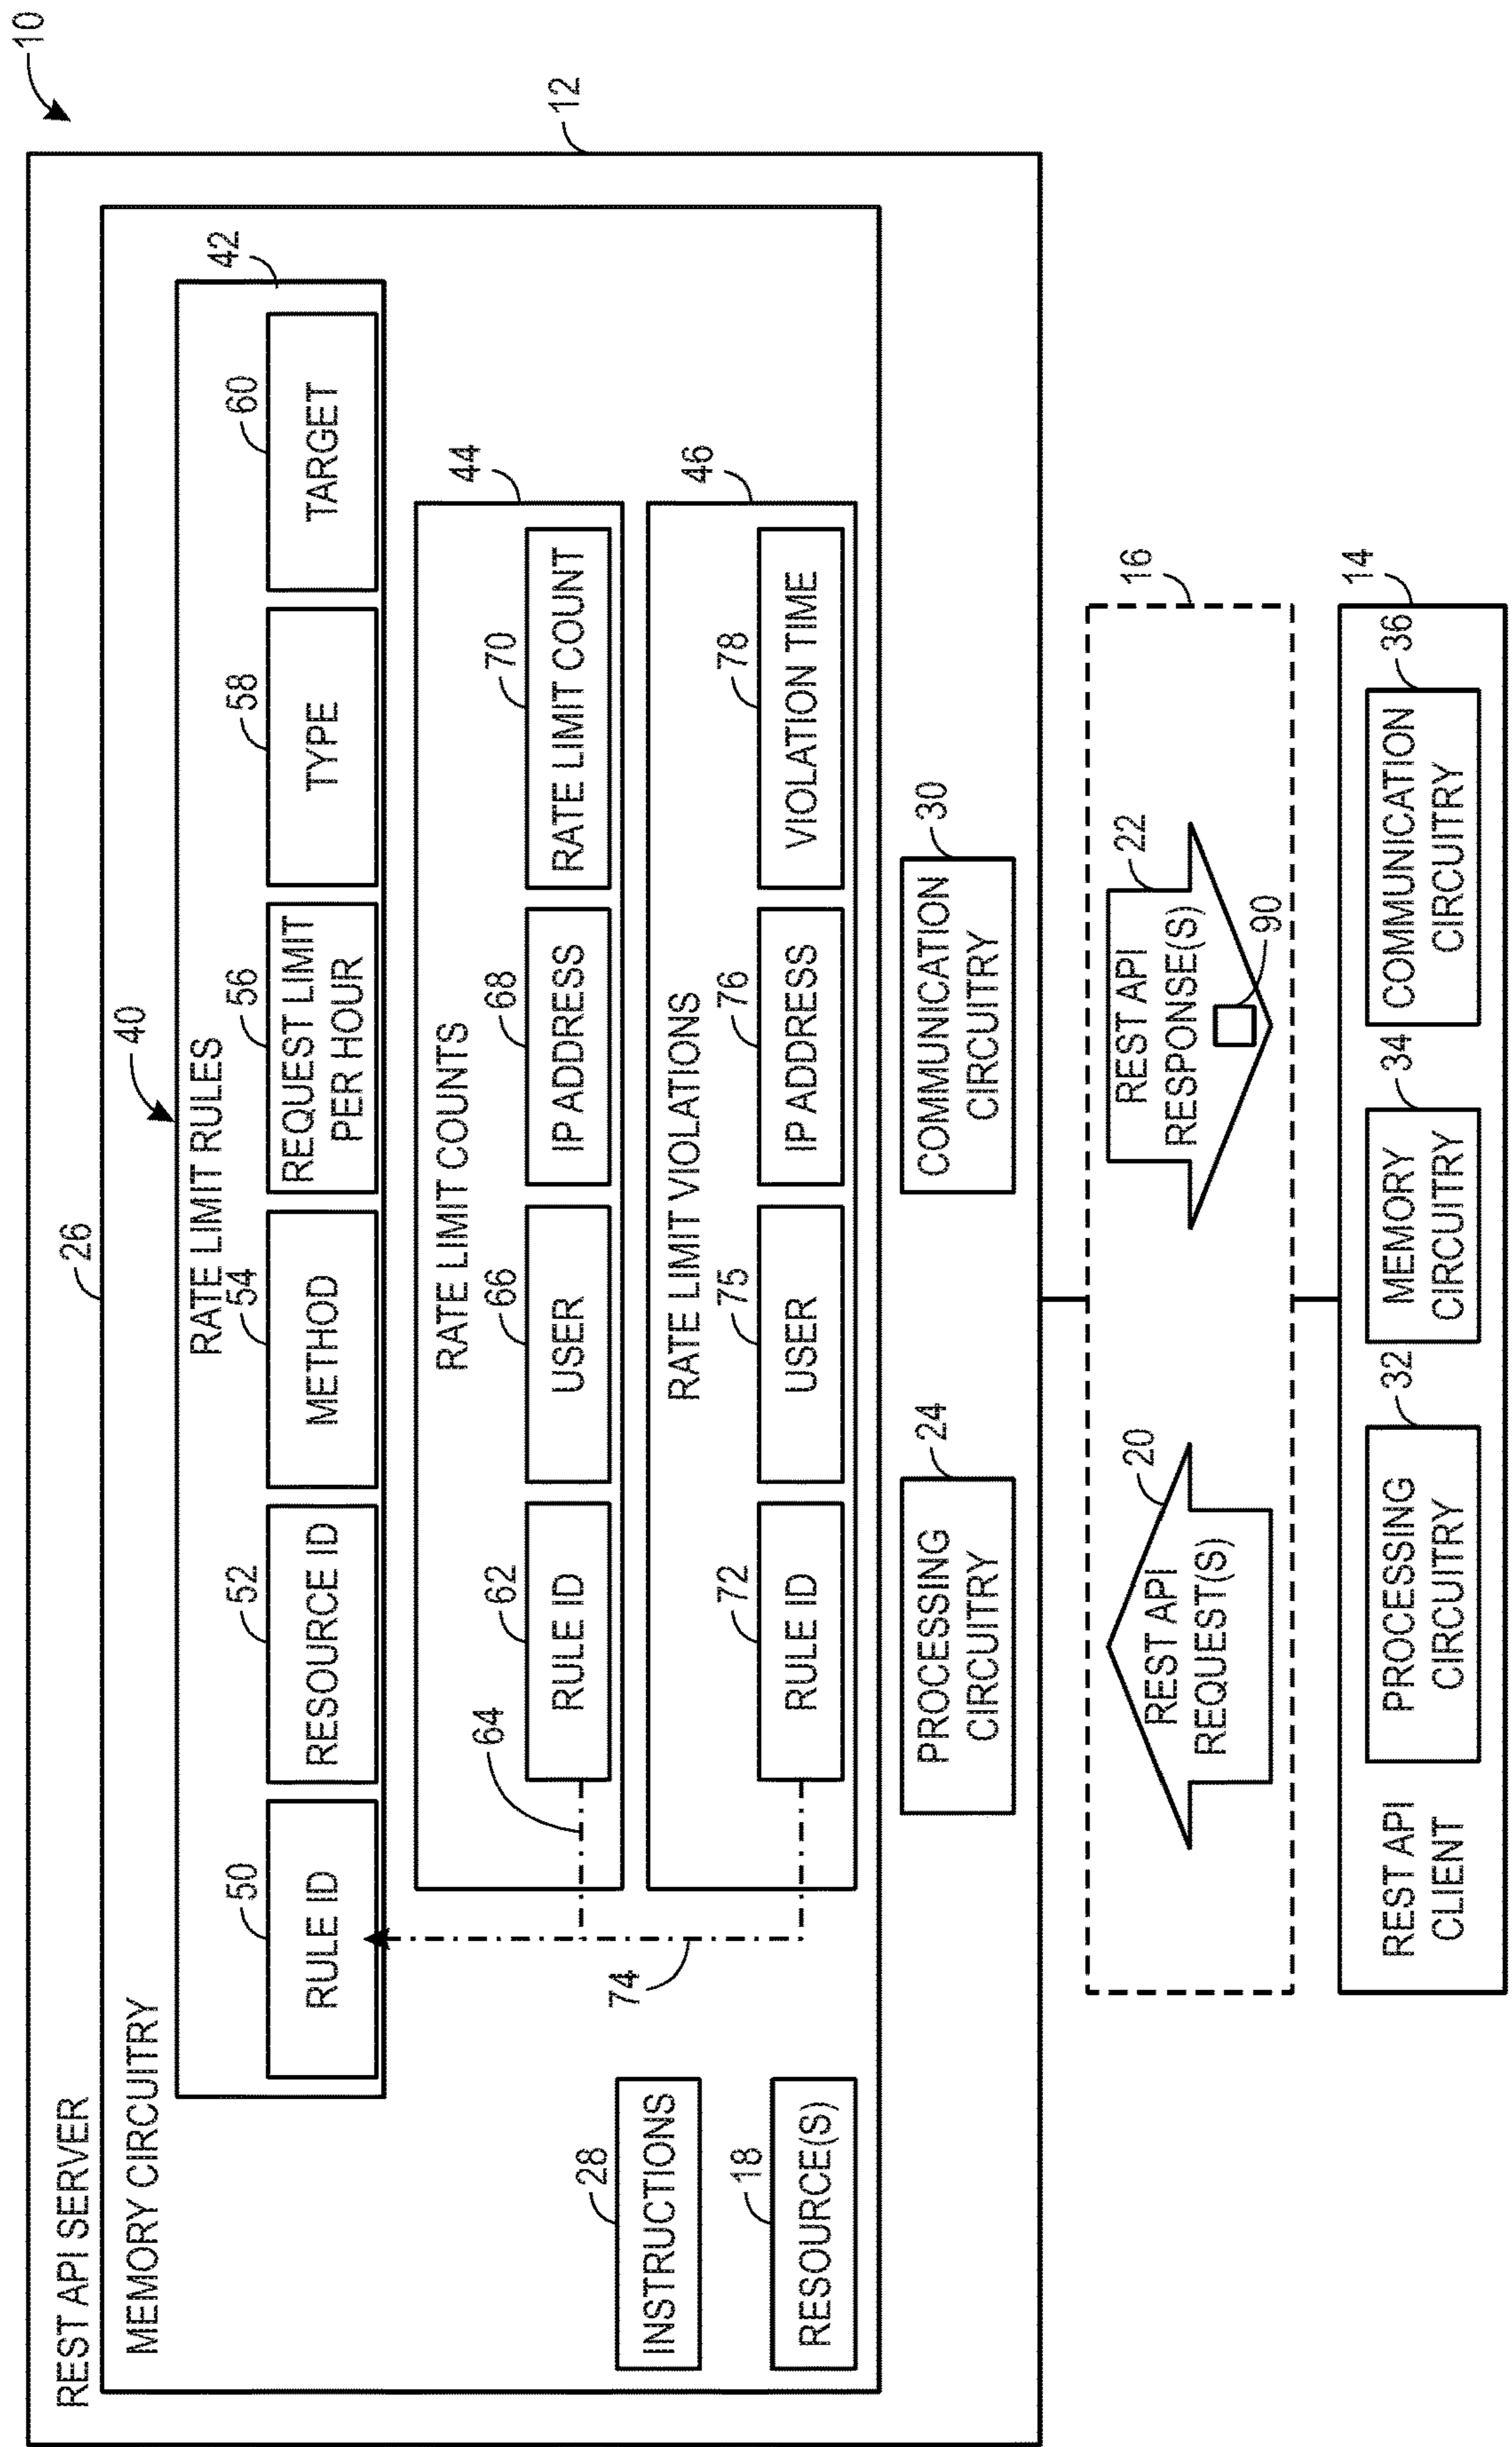 10
REST API SERVER
12
MEMORY CIRCUITRY
26
40
RATE LIMIT RULES
42
50
52
54
56
58
60
RULE ID
RESOURCE ID
METHOD
REQUEST LIMIT
PER HOUR
TYPE
TARGET
RATE LIMIT COUNTS
44
64
62
66
68
70
RULE ID
USER
IP ADDRESS
RATE LIMIT COUNT
28
INSTRUCTIONS
74
RATE LIMIT VIOLATIONS
46
72
75
76
78
RULE ID
USER
IP ADDRESS
VIOLATION TIME
18
RESOURCE(S)
24
PROCESSING
CIRCUITRY
30
COMMUNICATION
CIRCUITRY
16
20
REST API
REQUEST(S)
22
REST API
RESPONSE(S)
90
14
REST API
CLIENT
32
PROCESSING
CIRCUITRY
34
MEMORY
CIRCUITRY
36
COMMUNICATION
CIRCUITRY